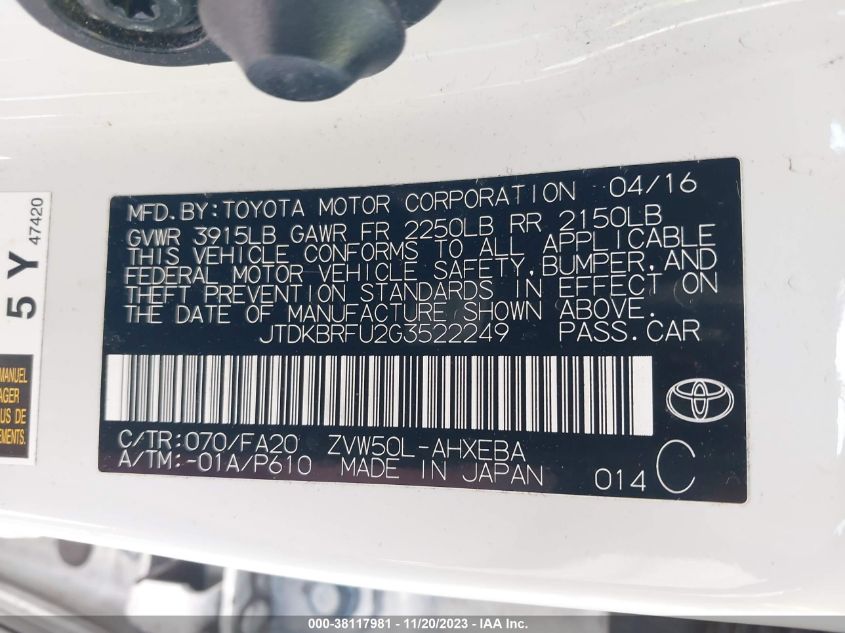 MFD.BY:TOYOTA MOTOR CORPORATION 04/16
GVWR 3915LB GAWR FR 2250LB RR 2150LB
THIS VEHICLE CONFORMS TO ALL APPLICABLE
FEDERAL MOTOR VEHICLE SAFETY,BUMPER,AND
THEFT PREVENTION STANDARDS IN EFFECT ON
THE DATE OF MANUFACTURE SHOWN ABOVE.
JTDKBRFU2G3522249 PASS.CAR
C/TR:070/FA20 ZVW50L-AHXEBA
A/TM:-01A/P610 MADE IN JAPAN
014 C
5 Y
47420
MANUEL
AGER
US DE
EMENTS.
000-38117981 - 11/20/2023 - IAA Inc.